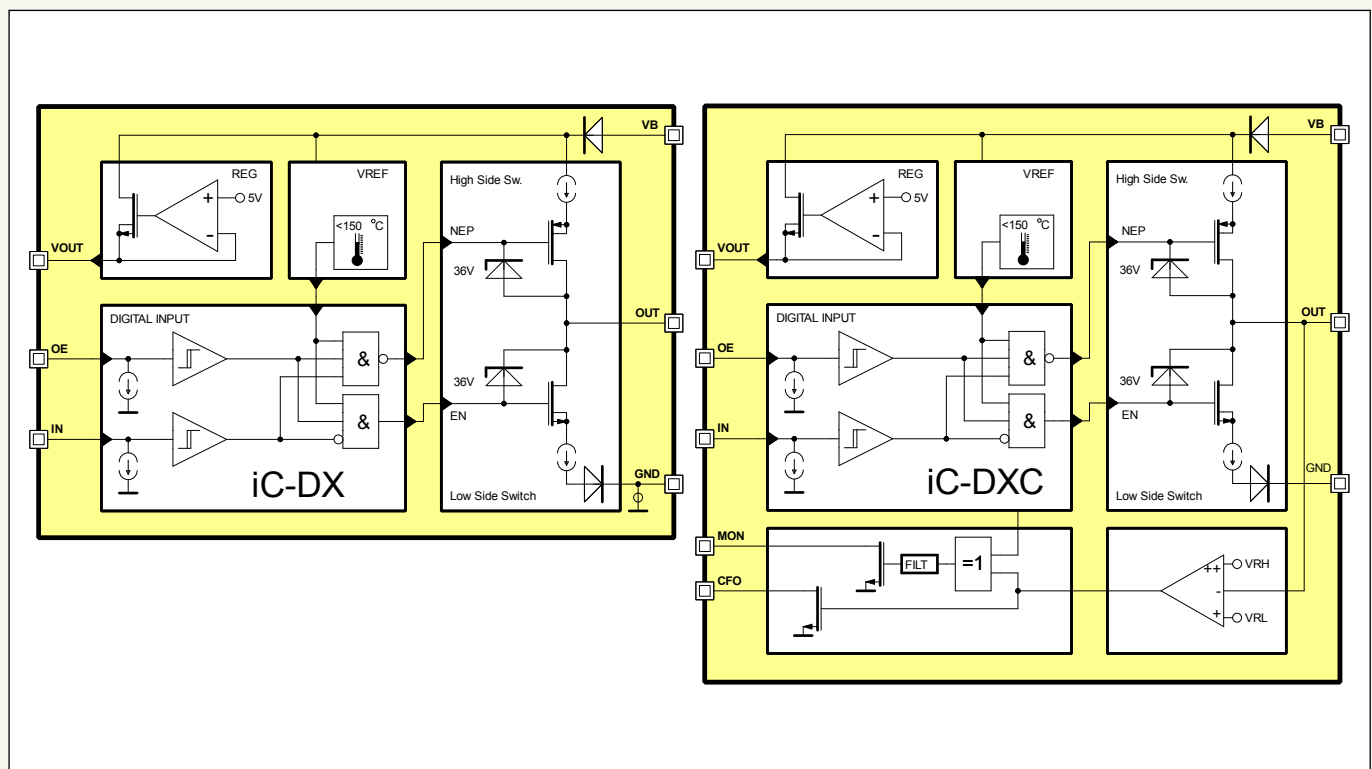 VB
REG
5V
+
-
VREF
<150 °C
High Side Sw.
NEP
36V
VOUT
OUT
DIGITAL INPUT
OE
&
36V
&
EN
IN
iC-DX
GND
Low Side Switch
VB
REG
5V
+
-
VREF
<150 °C
High Side Sw.
NEP
36V
VOUT
OUT
DIGITAL INPUT
OE
&
36V
&
EN
IN
iC-DXC
GND
Low Side Switch
MON
FILT
=1
CFO
++
VRH
-
+
VRL